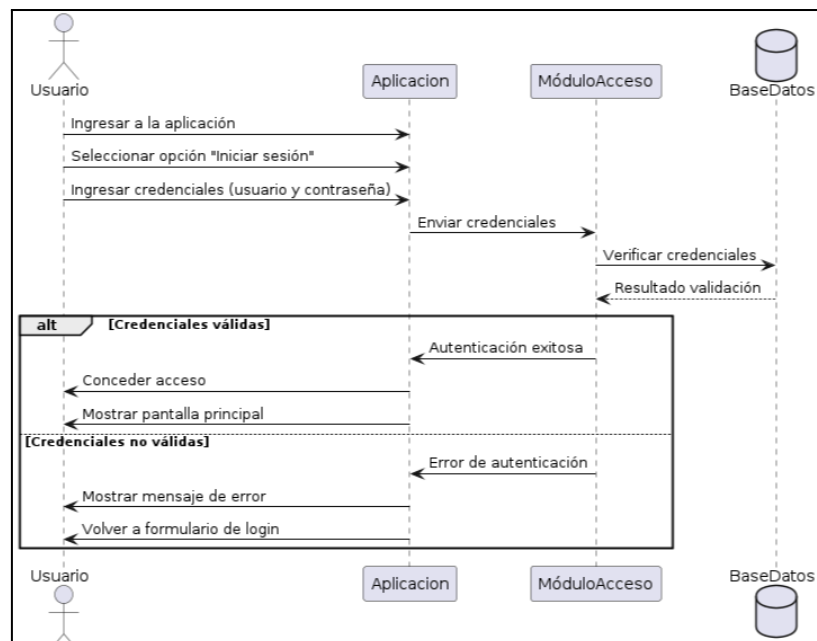 Usuario
Aplicacion
MóduloAcceso
BaseDatos
Ingresar a la aplicación
Seleccionar opción "Iniciar sesión"
Ingresar credenciales (usuario y contraseña)
Enviar credenciales
Verificar credenciales
Resultado validación
alt [Credenciales válidas]
Autenticación exitosa
Conceder acceso
Mostrar pantalla principal
[Credenciales no válidas]
Error de autenticación
Mostrar mensaje de error
Volver a formulario de login
Usuario
Aplicacion
MóduloAcceso
BaseDatos